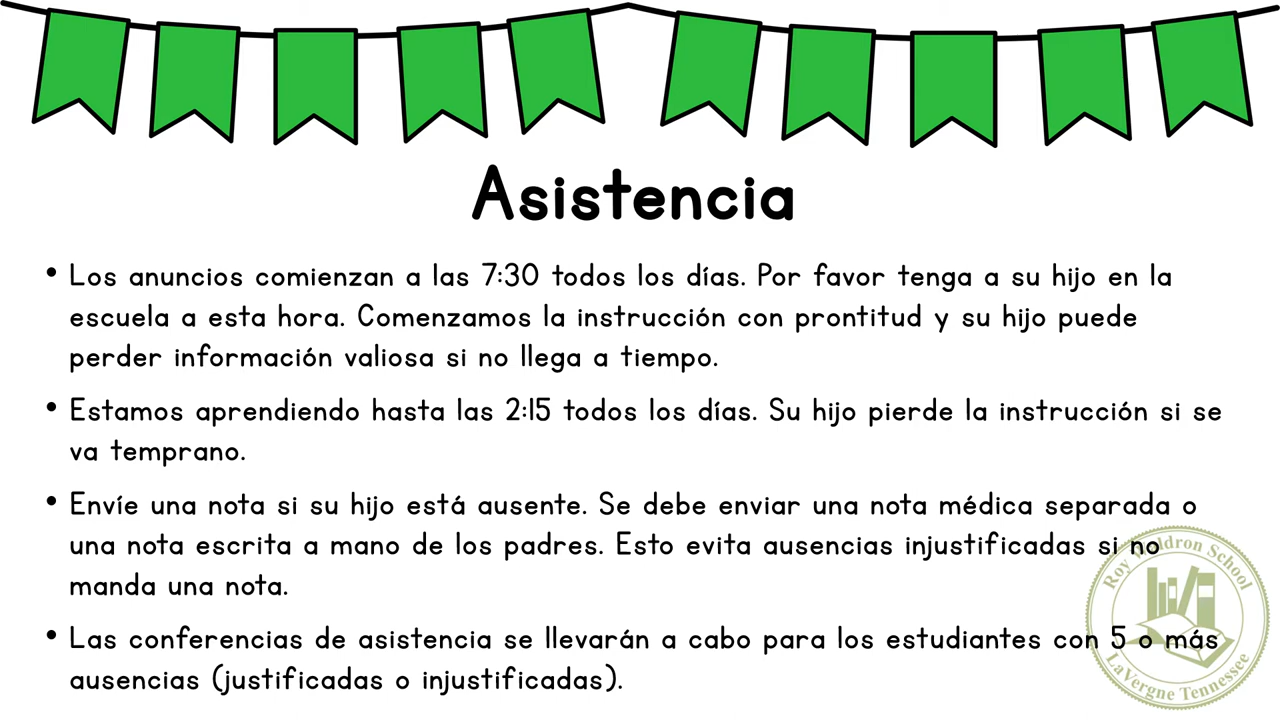 Asistencia
• Los anuncios comienzan a las 7:30 todos los días. Por favor tenga a su hijo en la
escuela a esta hora. Comenzamos la instrucción con prontitud y su hijo puede
perder información valiosa si no llega a tiempo.
• Estamos aprendiendo hasta las 2:15 todos los días. Su hijo pierde la instrucción si se
va temprano.
• Envíe una nota si su hijo está ausente. Se debe enviar una nota médica separada o
una nota escrita a mano de los padres. Esto evita ausencias injustificadas si no
manda una nota.
• Las conferencias de asistencia se llevarán a cabo para los estudiantes con 5 o más
ausencias (justificadas o injustificadas).
Roy Waldron School
LaVergne Tennessee